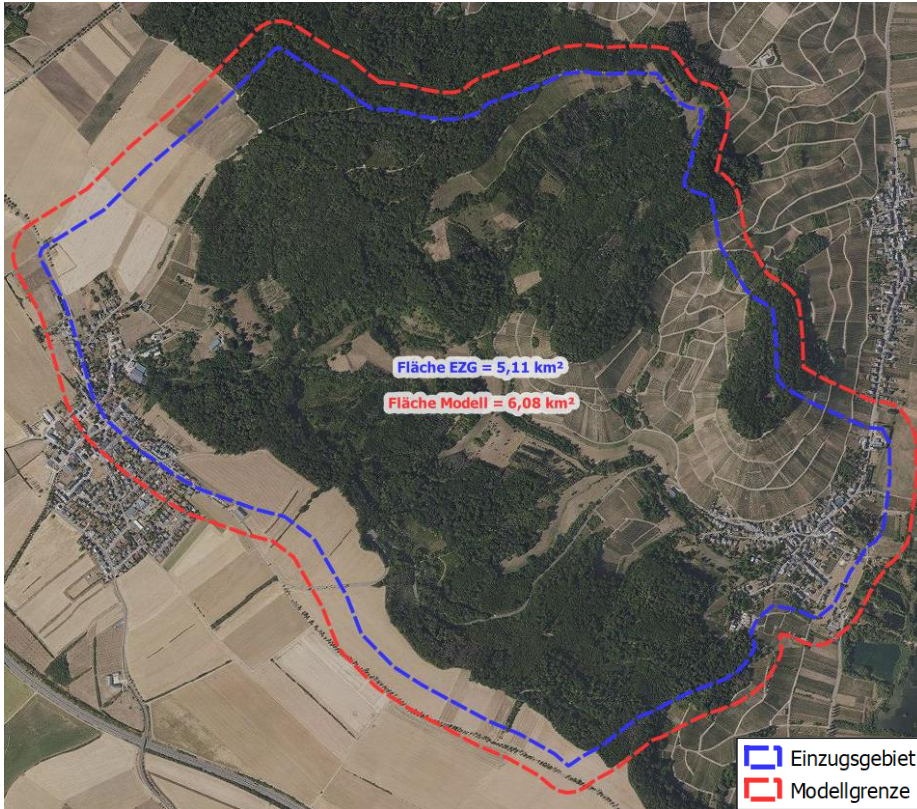 Fläche EZG = 5,11 km²
Fläche Modell = 6,08 km²
Einzugsgebiet
Modellgrenze